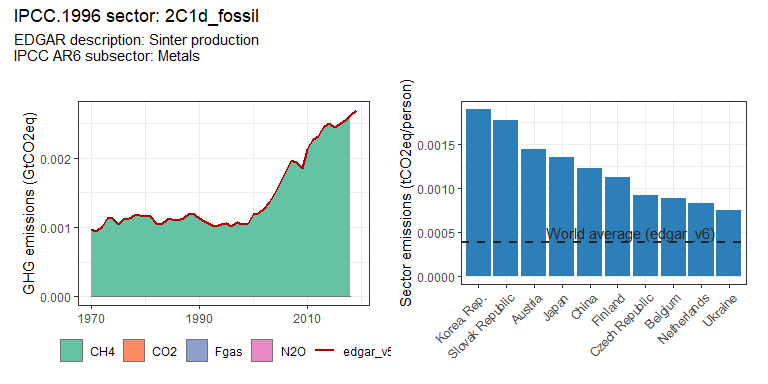 IPCC.1996 sector: 2C1d_fossil
EDGAR description: Sinter production
IPCC AR6 subsector: Metals
GHG emissions (GtCO2eq)
0.002
0.001
0.000
1970
1990
2010
CH4
CO2
Fgas
N2O
edgar_v6
Sector emissions (tCO2eq/person)
0.0015
0.0010
0.0005
0.0000
World average (edgar_v6)
Korea Rep.
Slovak Republic
Austria
Japan
China
Finland
Czech Republic
Belgium
Netherlands
Ukraine